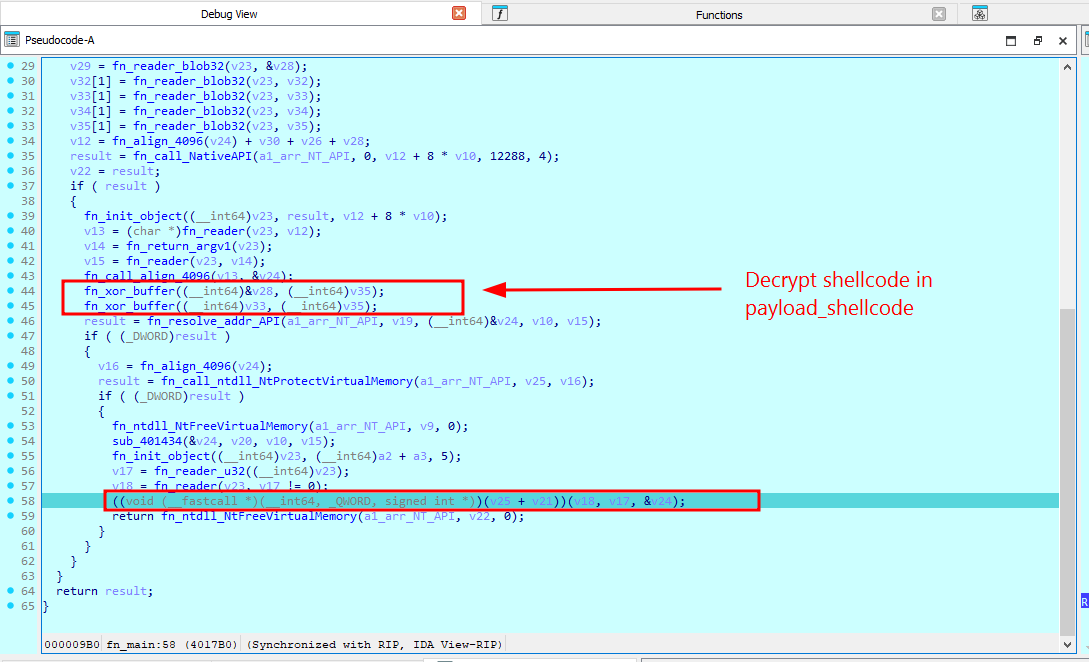 Debug View
Functions
Pseudocode-A
29 v29 = fn_reader_blob32(v23, &v28);
30 v32[1] = fn_reader_blob32(v23, v32);
31 v33[1] = fn_reader_blob32(v23, v33);
32 v34[1] = fn_reader_blob32(v23, v34);
33 v35[1] = fn_reader_blob32(v23, v35);
34 v12 = fn_align_4096(v24) + v30 + v26 + v28;
35 result = fn_call_NativeAPI(a1_arr_NT_API, 0, v12 + 8 * v10, 12288, 4);
36 v22 = result;
37 if ( result )
38 {
39 fn_init_object((__int64)v23, result, v12 + 8 * v10);
40 v13 = (char *)fn_reader(v23, v12);
41 v14 = fn_return_argv1(v23);
42 v15 = fn_reader(v23, v14);
43 fn_call_align_4096(v13, &v24);
44 fn_xor_buffer((__int64)&v28, (__int64)v35);
45 fn_xor_buffer((__int64)v33, (__int64)v35);
Decrypt shellcode in
payload_shellcode
46 result = fn_resolve_addr_API(a1_arr_NT_API, v19, (__int64)&v24, v10, v15);
47 if ( (_DWORD)result )
48 {
49 v16 = fn_align_4096(v24);
50 result = fn_call_ntdll_NtProtectVirtualMemory(a1_arr_NT_API, v25, v16);
51 if ( (_DWORD)result )
52 {
53 fn_ntdll_NtFreeVirtualMemory(a1_arr_NT_API, v9, 0);
54 sub_401434(&v24, v20, v10, v15);
55 fn_init_object((__int64)v23, (__int64)a2 + a3, 5);
56 v17 = fn_reader_u32((__int64)v23);
57 v18 = fn_reader(v23, v17 != 0);
58 ((void (__fastcall *)(__int64, _QWORD, signed int *))(v25 + v21))(v18, v17, &v24);
59 return fn_ntdll_NtFreeVirtualMemory(a1_arr_NT_API, v22, 0);
60 }
61 }
62 }
63 }
64 return result;
65 }
R
000009B0 fn_main:58 (4017B0) (Synchronized with RIP, IDA View-RIP)